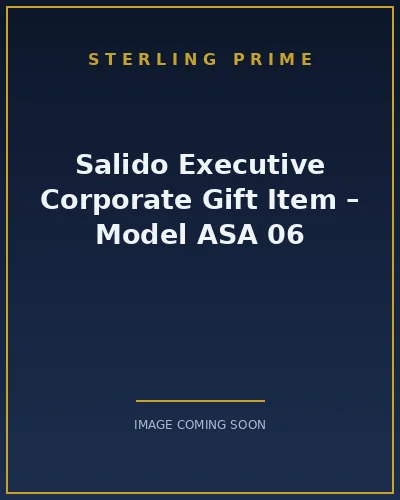 STERLING PRIME
Salido Executive
Corporate Gift Item –
Model ASA 06
IMAGE COMING SOON